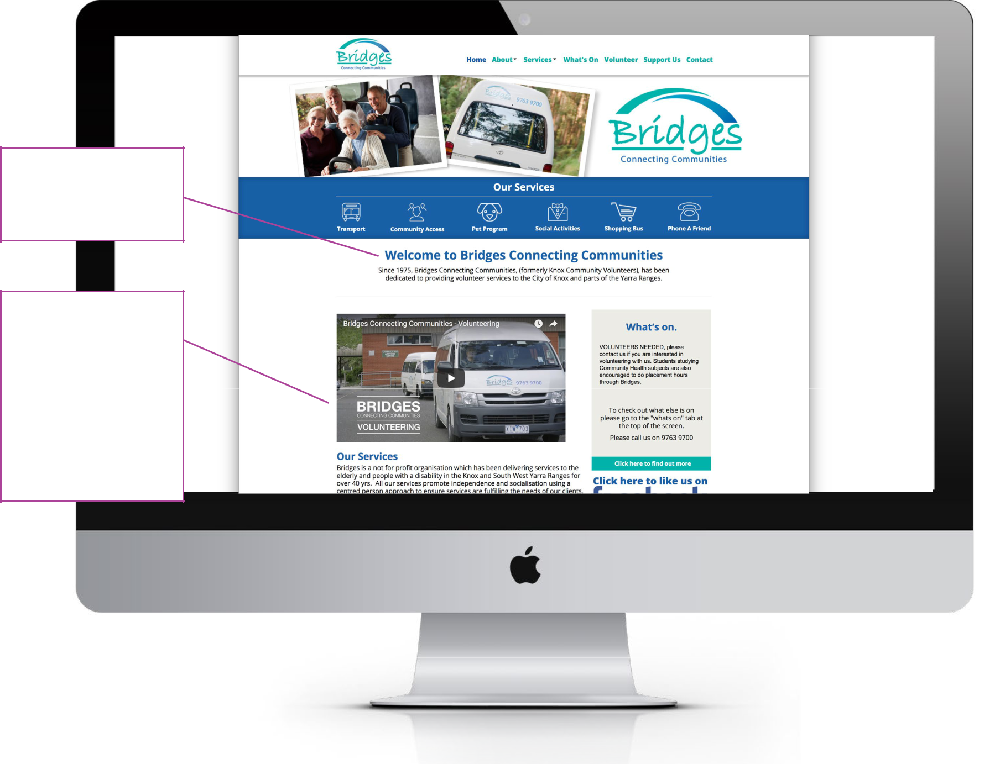 Bridges
Connecting Communities
Home About Services What's On Volunteer Support Us Contact
Bridges 9763 9700
Bridges
Connecting Communities
Our Services
Transport Community Access Pet Program Social Activities Shopping Bus Phone A Friend
Welcome to Bridges Connecting Communities
Since 1975, Bridges Connecting Communities, (formerly Knox Community Volunteers), has been
dedicated to providing volunteer services to the City of Knox and parts of the Yarra Ranges.
Bridges Connecting Communities - Volunteering
Bridges 9763 9700
BRIDGES
CONNECTING COMMUNITIES
VOLUNTEERING
XIW 703
What's on.
VOLUNTEERS NEEDED, please
contact us if you are interested in
volunteering with us. Students studying
Community Health subjects are also
encouraged to do placement hours
through Bridges.
To check out what else is on
please go to the "whats on" tab at
the top of the screen.
Please call us on 9763 9700
Click here to find out more
Click here to like us on
Our Services
Bridges is a not for profit organisation which has been delivering services to the
elderly and people with a disability in the Knox and South West Yarra Ranges for
over 40 yrs. All our services promote independence and socialisation using a
centred person approach to ensure services are fulfilling the needs of our clients.